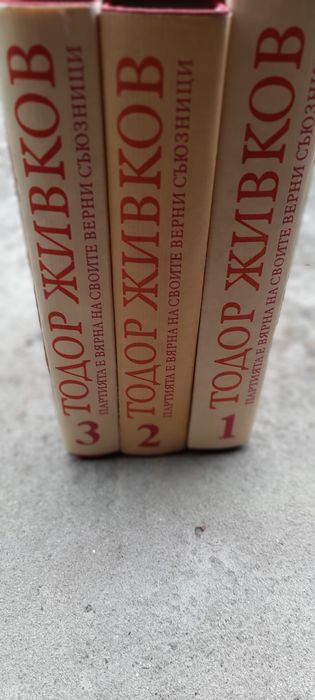 ТОДОР ЖИВКОВ
ПАРТИЯТА Е ВЯРНА НА СВОИТЕ ВЕРНИ СЪЮЗНИЦИ
3
ТОДОР ЖИВКОВ
ПАРТИЯТА Е ВЯРНА НА СВОИТЕ ВЕРНИ СЪЮЗНИЦИ
2
ТОДОР ЖИВКОВ
ПАРТИЯТА Е ВЯРНА НА СВОИТЕ ВЕРНИ
1